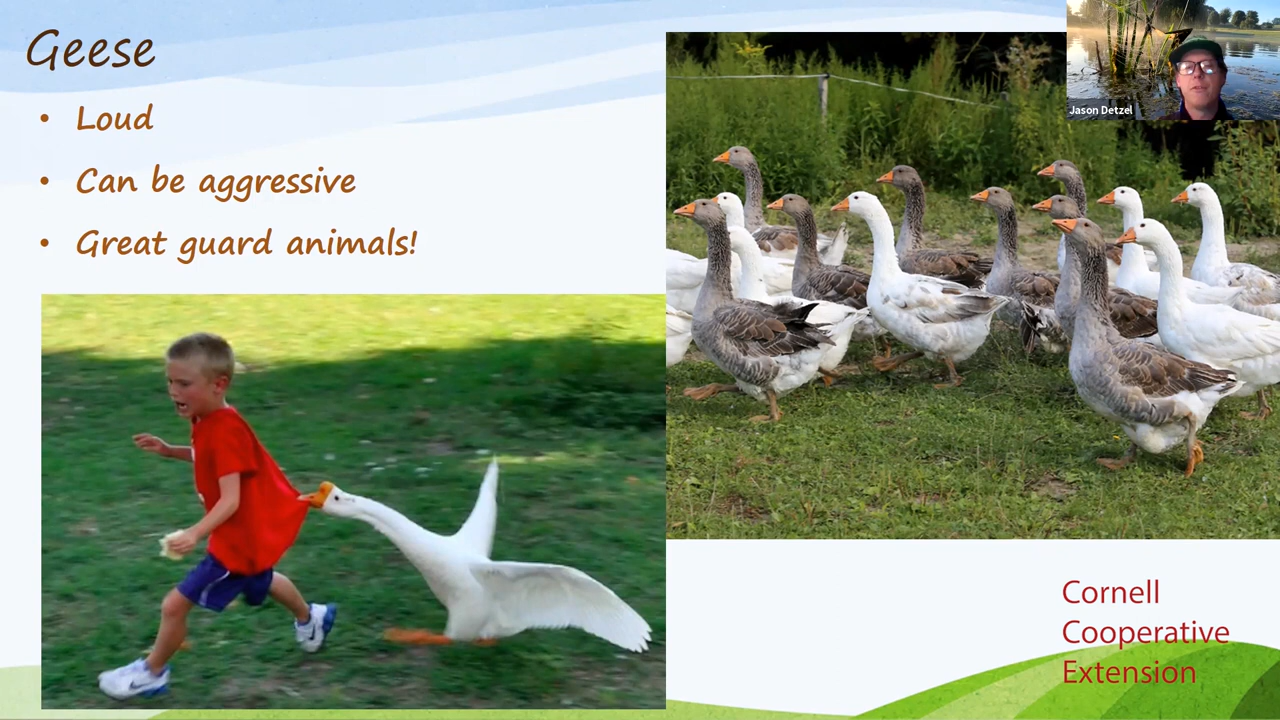 Geese
• Loud
• Can be aggressive
• Great guard animals!
Jason Detzel
Cornell
Cooperative
Extension